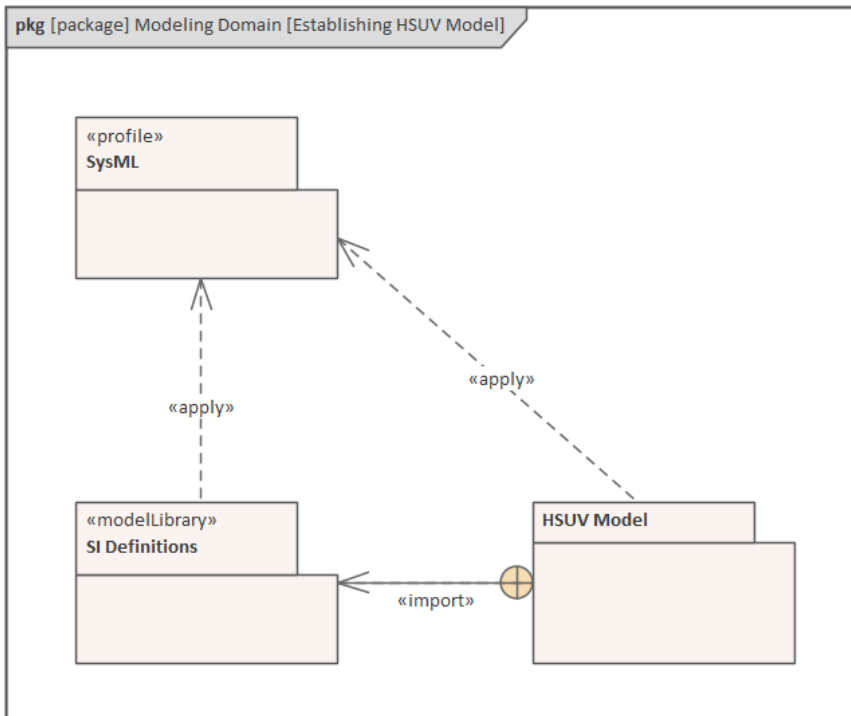 pkg [package] Modeling Domain [Establishing HSUV Model]
«profile»
SysML
«apply»
«apply»
«modelLibrary»
SI Definitions
HSUV Model
«import»